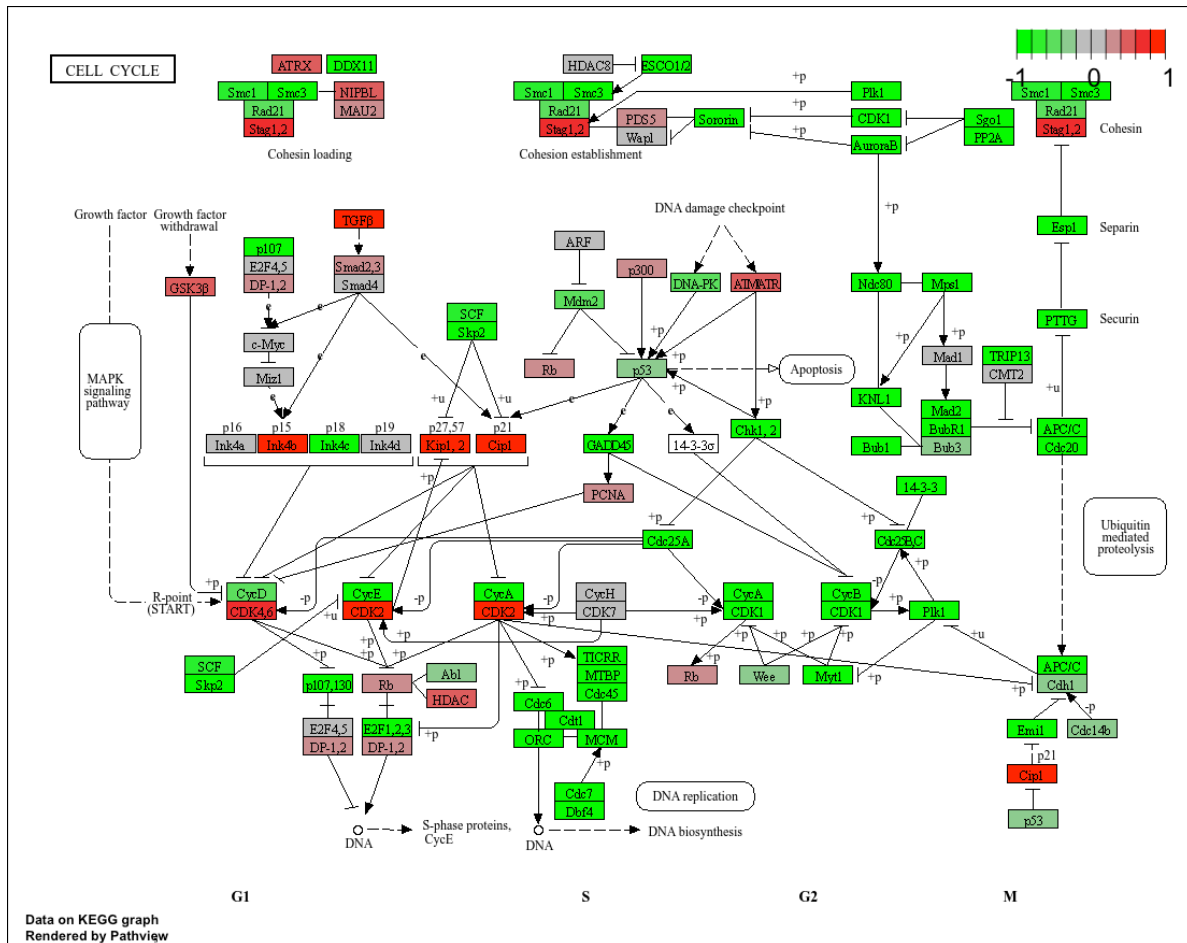 CELL CYCLE
ATRX DDX11
Smc1 Smc3 NIPBL
Rad21 MAU2
Stag1,2
Cohesin loading
HDAC8 ESCO1/2
Smc1 Smc3
Rad21
Stag1,2
PDS5
Wapl
Sororin
Cohesion establishment
+p
Plk1
+p
CDK1
+p
AuroraB
Sgo1
PP2A
-1 0 1
Smc1 Smc3
Rad21
Stag1,2
Cohesin
Growth factor
Growth factor
withdrawal
GSK3β
MAPK
signaling
pathway
TGFβ
p107
E2F4,5
DP-1,2
Smad2,3
Smad4
e
e
c-Myc
Miz1
e
e
e
SCF
Skp2
+u
+u
ARF
Mdm2
Rb
p300
DNA damage checkpoint
DNA-PK
ATM/ATR
+p
+p
+p
+p
p53
Apoptosis
e
e
e
+p
Ndc80
Mps1
+p
+p
Mad1
KNL1
Mad2
BubR1
Bub3
Bub1
TRIP13
CMT2
Esp1
Separin
PTTG
Securin
+u
APC/C
Cdc20
p16 p15 p18 p19
Ink4a Ink4b Ink4c Ink4d
p27,57 p21
Kip1, 2 Cip1
+p
GADD45
14-3-3σ
Chk1, 2
PCNA
14-3-3
Cdc25A
Cdc25B,C
+p
+p
Ubiquitin
mediated
proteolysis
R-point
(START)
+p
CycD
CDK4,6
-p
+u
CycE
CDK2
-p
CycA
CDK2
-p
+p
CycH
CDK7
-p
+p
CycA
CDK1
CycB
CDK1
-p
+p
+p
Plk1
+u
SCF
Skp2
+p
+p
+p
+p
p107,130
Rb
Abl
HDAC
E2F4,5
DP-1,2
E2F1,2,3
DP-1,2
+p
+p
+p
TICRR
MTBP
Cdc45
Cdc6
Cdt1
ORC
MCM
+p
Cdc7
Dbf4
+p
+p
+p
+p
Rb
Wee
Myt1
+p
+p
APC/C
Cdh1
-p
Emi1
Cdc14b
p21
Cip1
p53
DNA
S-phase proteins,
CycE
DNA
DNA replication
DNA biosynthesis
G1 S G2 M
Data on KEGG graph
Rendered by Pathview